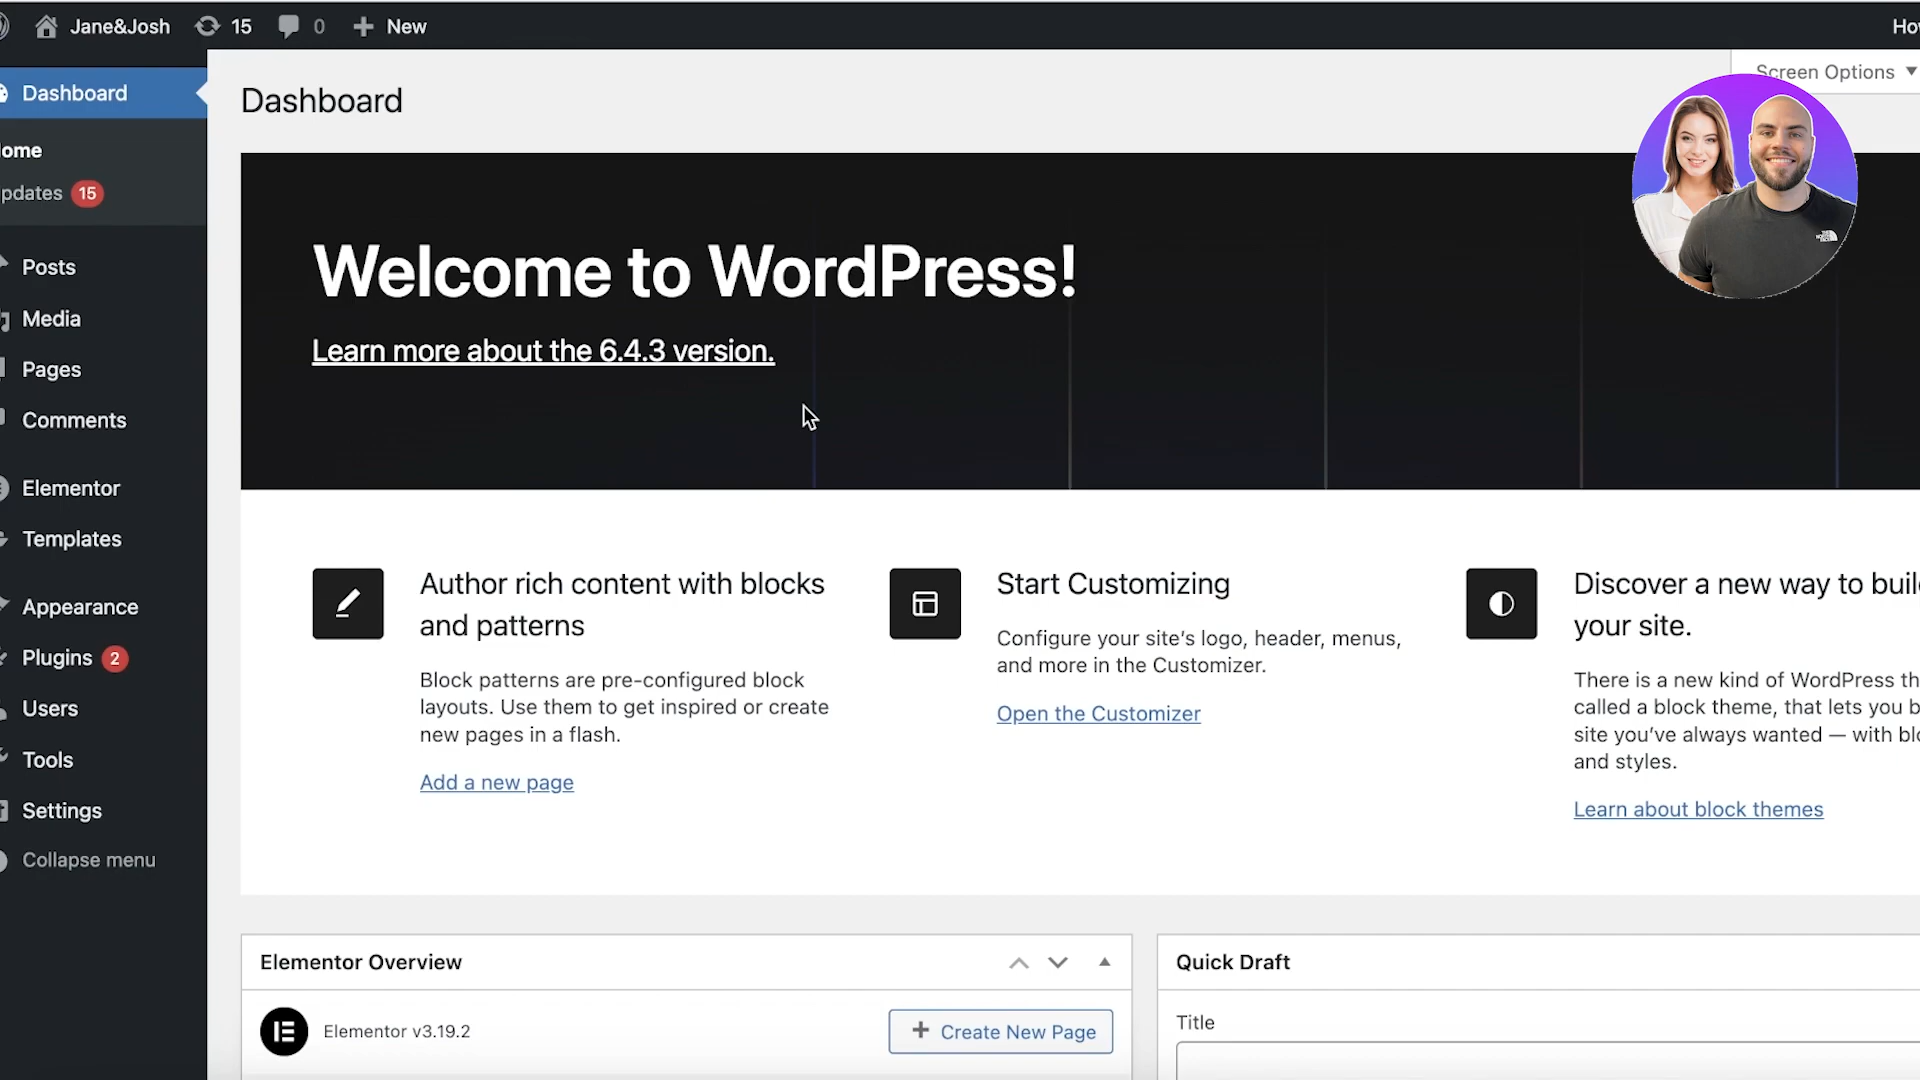 Jane&Josh 15 0 New
Screen Options
Dashboard
Dashboard
15
Posts
Media
Pages
Comments
Elementor
Templates
Appearance
Plugins 2
Users
Tools
Settings
Collapse menu
Welcome to WordPress!
Learn more about the 6.4.3 version.
Author rich content with blocks
and patterns
Block patterns are pre-configured block
layouts. Use them to get inspired or create
new pages in a flash.
Add a new page
Start Customizing
Configure your site's logo, header, menus,
and more in the Customizer.
Open the Customizer
Discover a new way to
your site.
There is a new kind of WordPress
called a block theme, that lets you
site you've always wanted — with
and styles.
Learn about block themes
Elementor Overview
Elementor v3.19.2
+ Create New Page
Quick Draft
Title